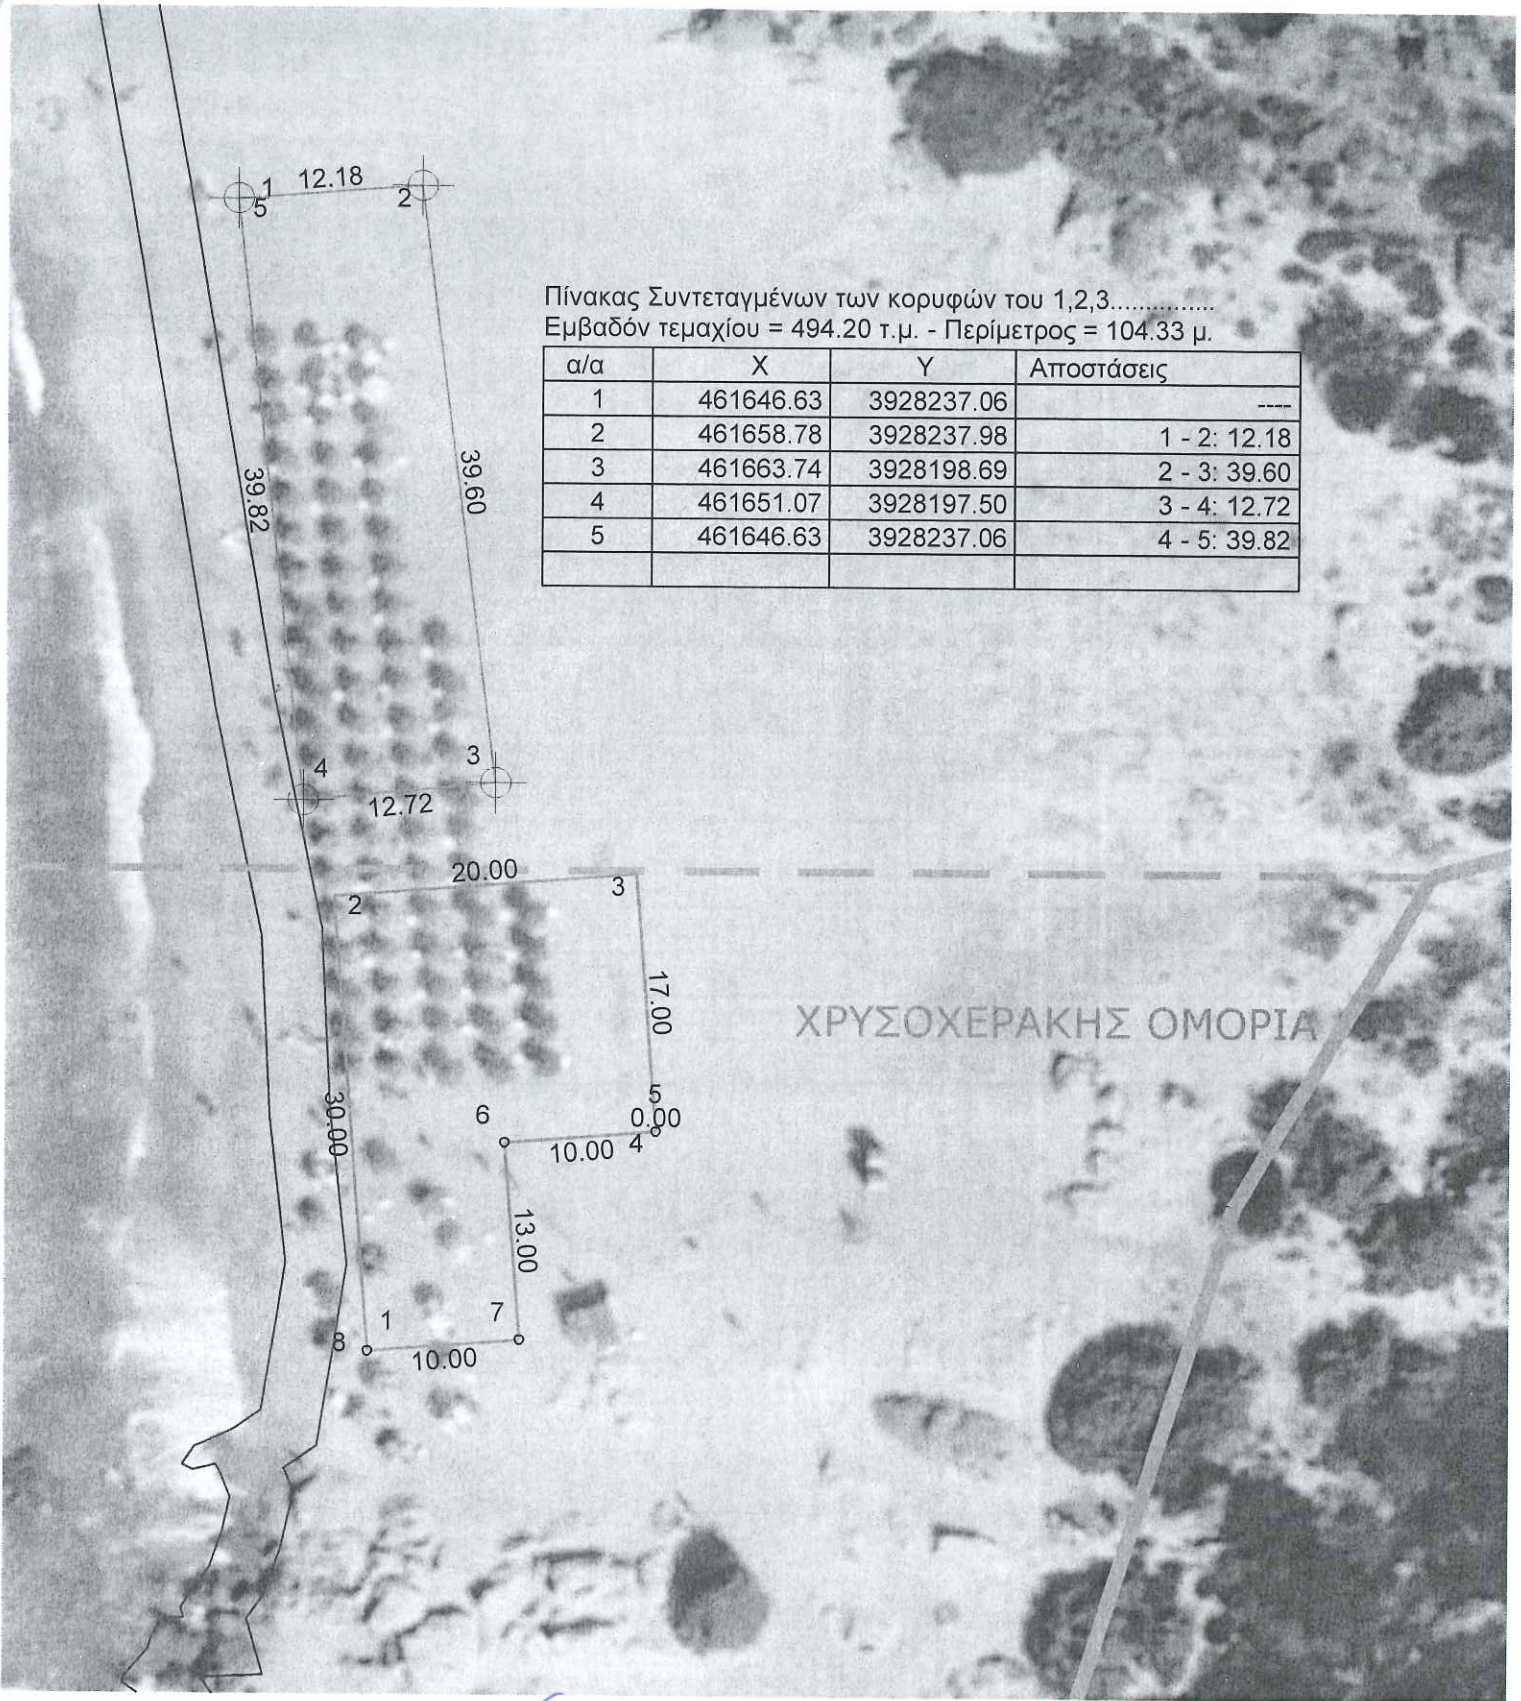 1
5
12.18
2
Πίνακας Συντεταγμένων των κορυφών του 1,2,3...............
Εμβαδόν τεμαχίου = 494.20 τ.μ. - Περίμετρος = 104.33 μ.
α/α X Y Αποστάσεις
1 461646.63 3928237.06 ----
2 461658.78 3928237.98 1 - 2: 12.18
3 461663.74 3928198.69 2 - 3: 39.60
4 461651.07 3928197.50 3 - 4: 12.72
5 461646.63 3928237.06 4 - 5: 39.82
39.82
39.60
4
3
12.72
20.00
2
3
17.00
ΧΡΥΣΟΧΕΡΑΚΗΣ ΟΜΟΡΙΑ
30.00
6
5
0.00
10.00
4
13.00
1
7
8
10.00